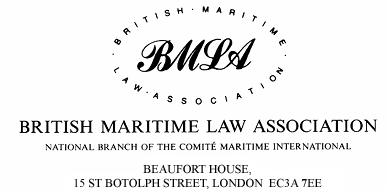 · BRITISH · MARITIME ·
BMLA
LAW · ASSOCIATION
BRITISH MARITIME LAW ASSOCIATION
NATIONAL BRANCH OF THE COMITÉ MARITIME INTERNATIONAL
BEAUFORT HOUSE,
15 ST BOTOLPH STREET, LONDON EC3A 7EE